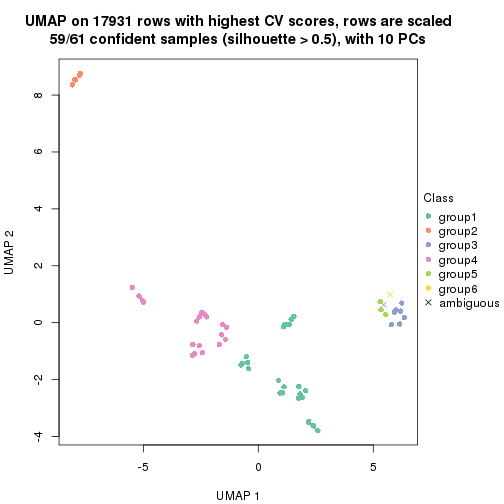 UMAP on 17931 rows with highest CV scores, rows are scaled
59/61 confident samples (silhouette > 0.5), with 10 PCs
UMAP 2
8
6
4
2
0
-2
-4
-5
0
5
UMAP 1
Class
group1
group2
group3
group4
group5
group6
ambiguous